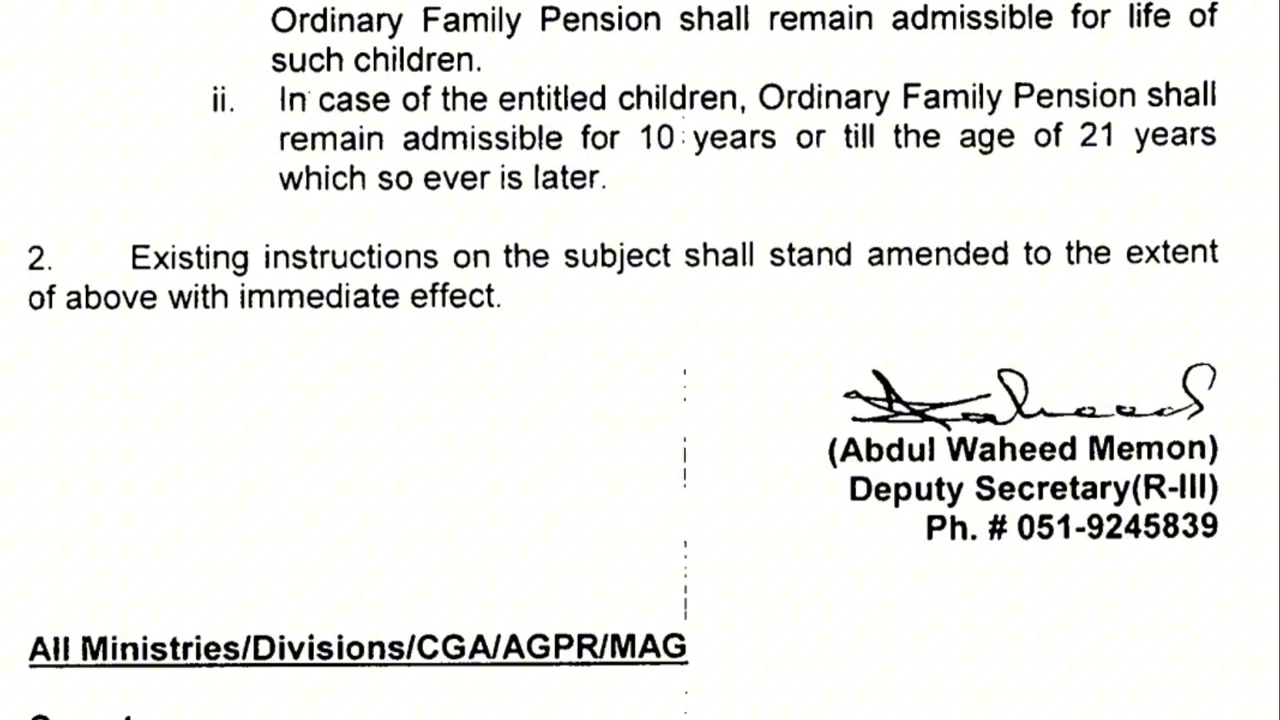 Ordinary Family Pension shall remain admissible for life of
such children.
ii. In case of the entitled children, Ordinary Family Pension shall
remain admissible for 10 years or till the age of 21 years
which so ever is later.
2. Existing instructions on the subject shall stand amended to the extent
of above with immediate effect.
(Abdul Waheed Memon)
Deputy Secretary(R-III)
Ph. # 051-9245839
All Ministries/Divisions/CGA/AGPR/MAG